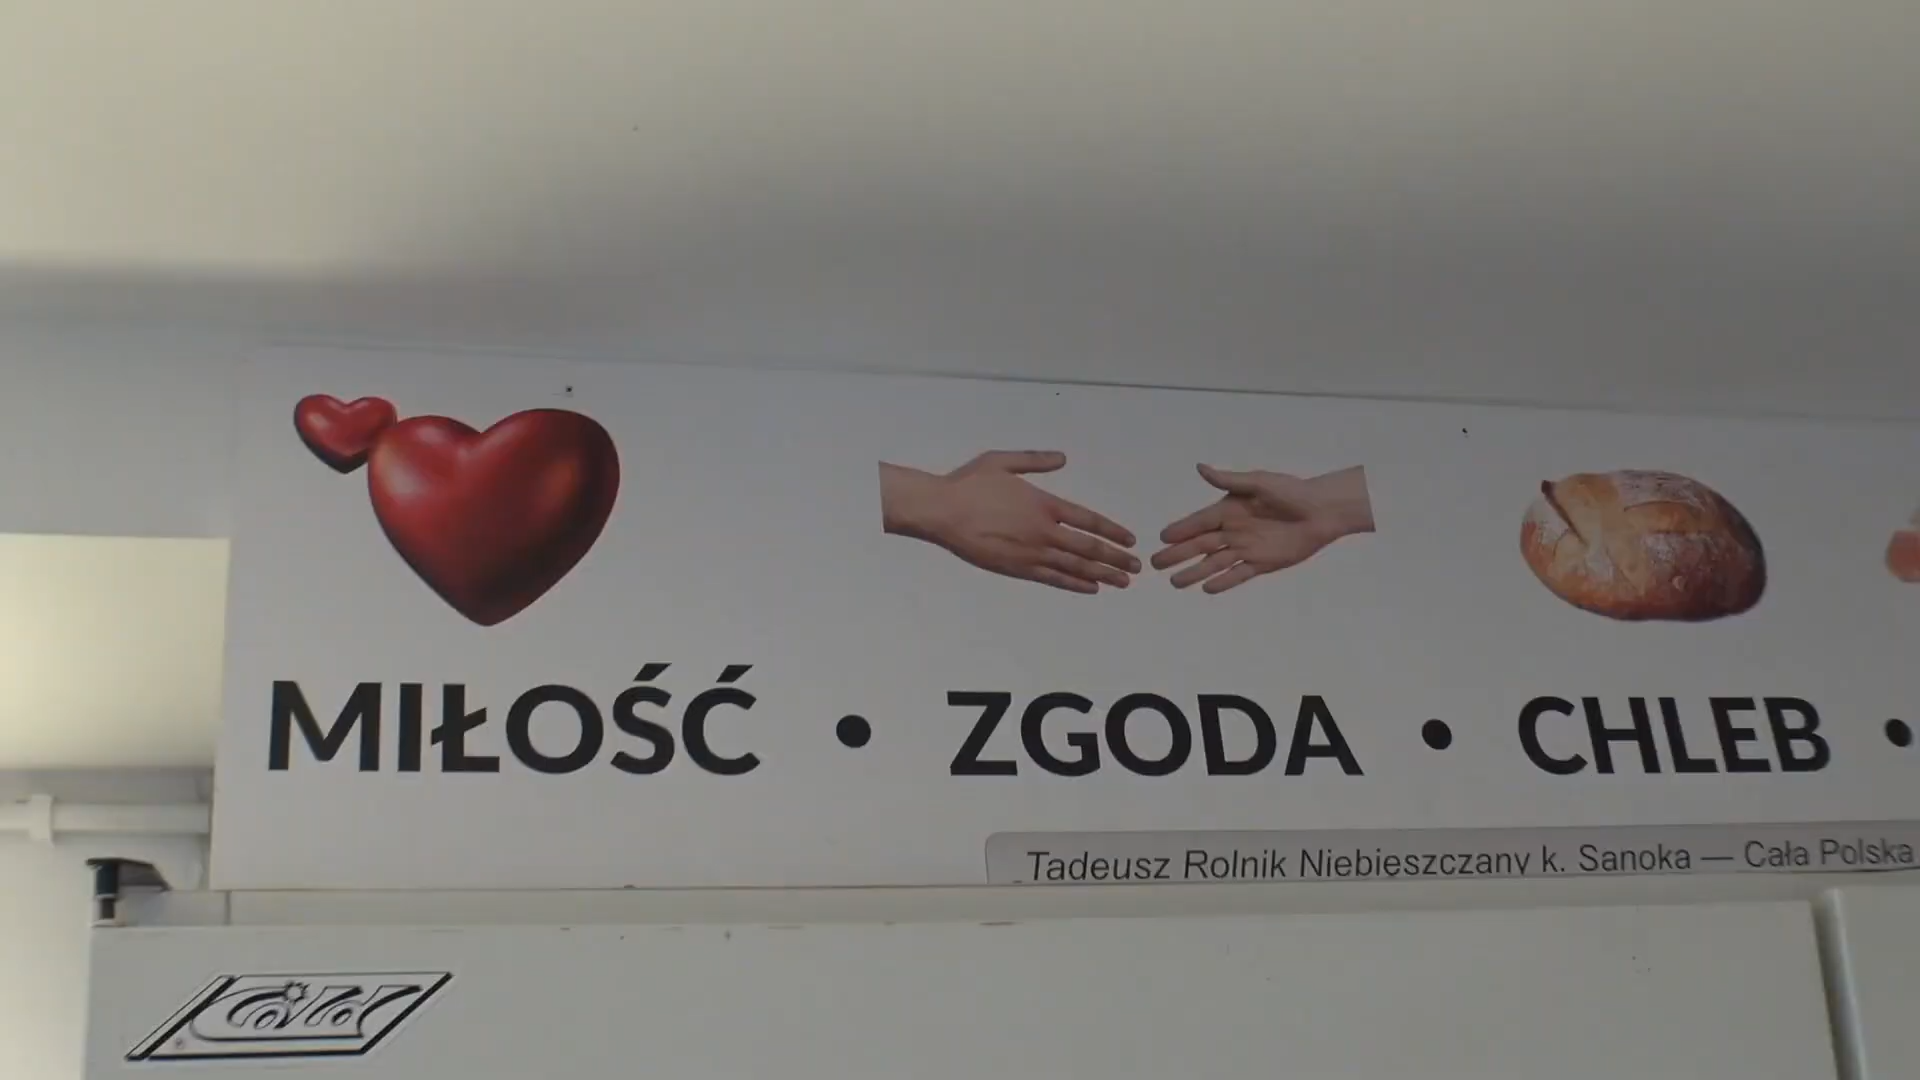 MIŁOŚĆ • ZGODA • CHLEB •
Tadeusz Rolnik Niebieszczany k. Sanoka — Cała Polska